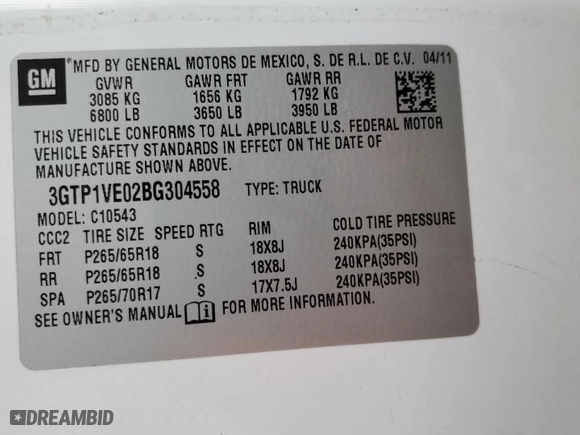 GM
*MFD BY GENERAL MOTORS DE MEXICO, S. DE R.L. DE C.V. 04/11
GVWR GAWR FRT GAWR RR
3085 KG 1656 KG 1792 KG
6800 LB 3650 LB 3950 LB
THIS VEHICLE CONFORMS TO ALL APPLICABLE U.S. FEDERAL MOTOR
VEHICLE SAFETY STANDARDS IN EFFECT ON THE DATE OF
MANUFACTURE SHOWN ABOVE.
3GTP1VE02BG304558 TYPE: TRUCK
MODEL: C10543
CCC2 TIRE SIZE SPEED RTG RIM COLD TIRE PRESSURE
FRT P265/65R18 S 18X8J 240KPA(35PSI)
RR P265/65R18 S 18X8J 240KPA(35PSI)
SPA P265/70R17 S 17X7.5J 240KPA(35PSI)
SEE OWNER'S MANUAL FOR MORE INFORMATION.
DREAMBID